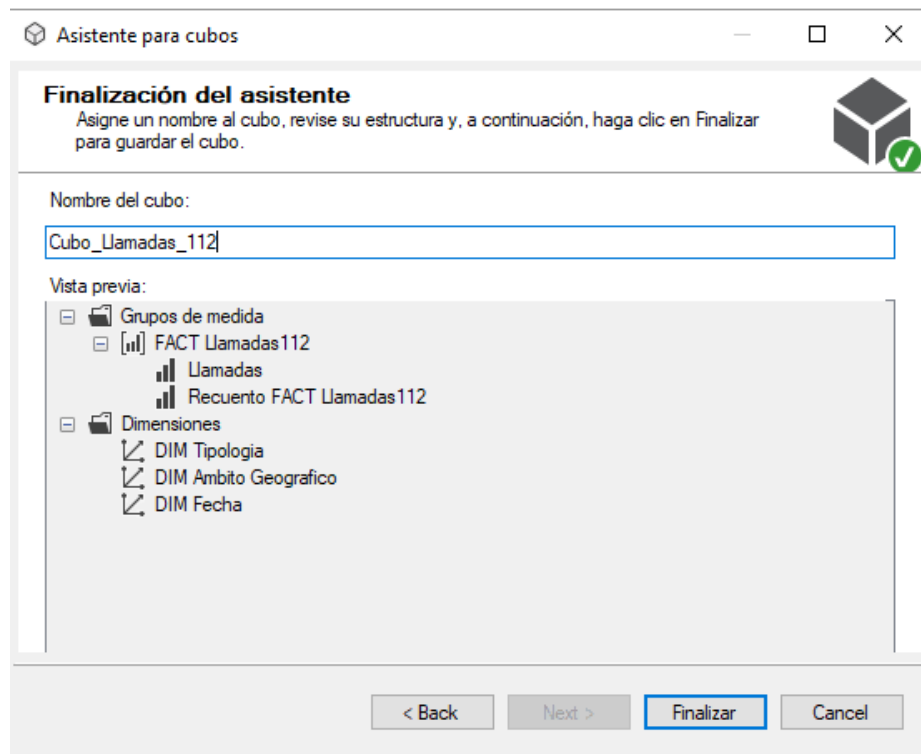 Asistente para cubos
Finalización del asistente
Asigne un nombre al cubo, revise su estructura y, a continuación, haga clic en Finalizar
para guardar el cubo.
Nombre del cubo:
Cubo_Llamadas_112
Vista previa:
Grupos de medida
FACT Llamadas112
Llamadas
Recuento FACT Llamadas112
Dimensiones
DIM Tipologia
DIM Ambito Geografico
DIM Fecha
< Back Next > Finalizar Cancel